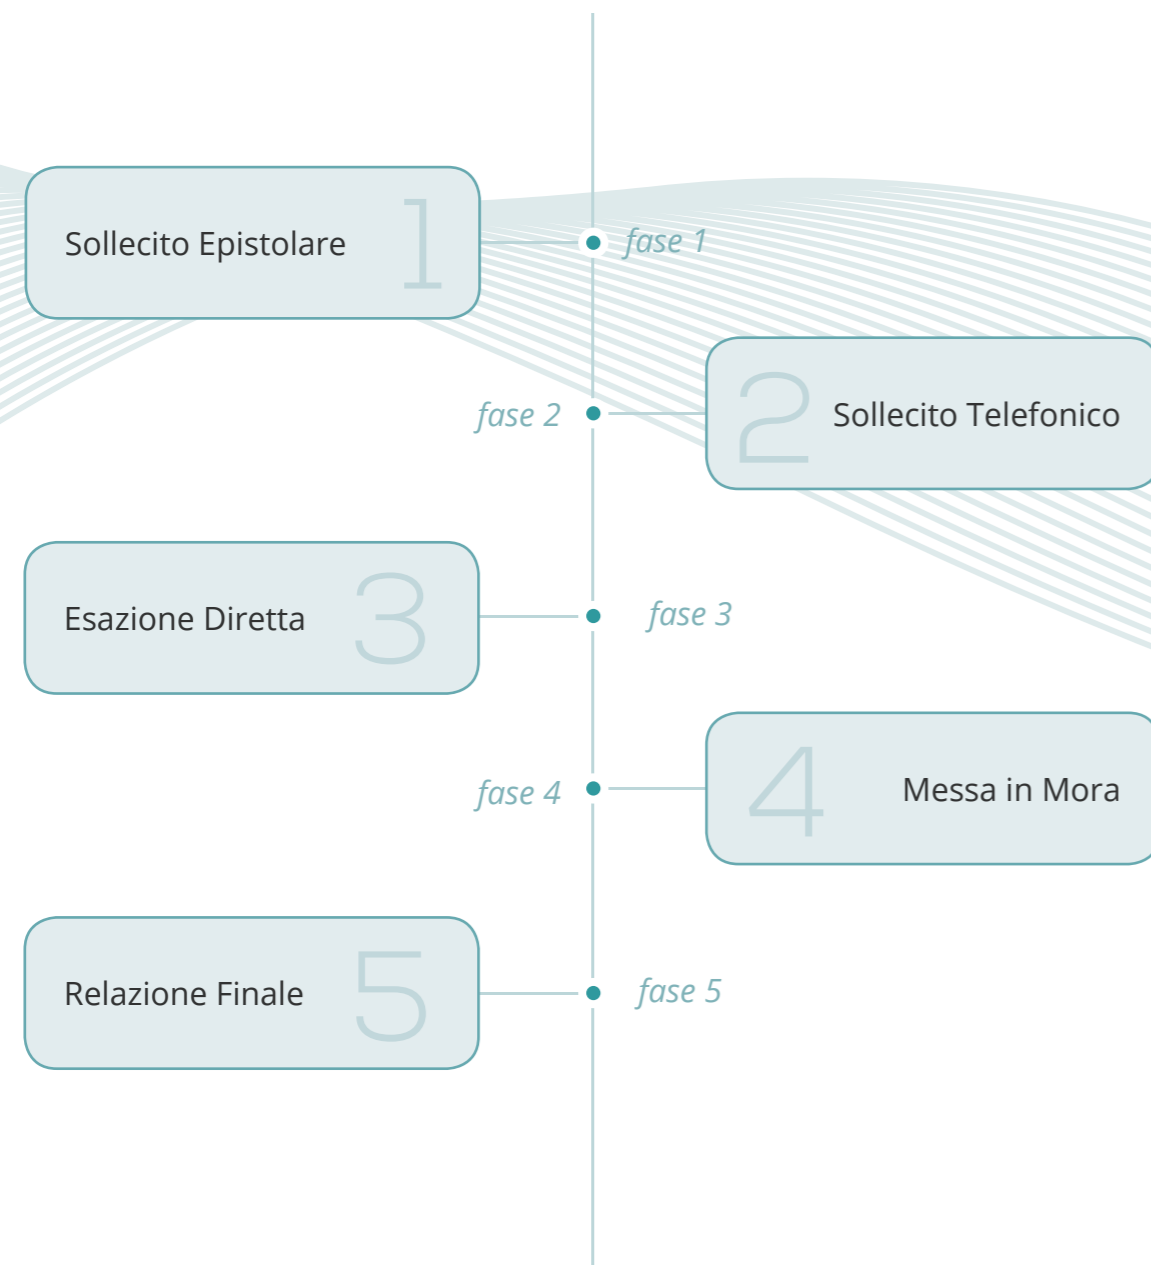 Sollecito Epistolare
1
fase 1
fase 2
2
Sollecito Telefonico
Esazione Diretta
3
fase 3
fase 4
4
Messa in Mora
Relazione Finale
5
fase 5